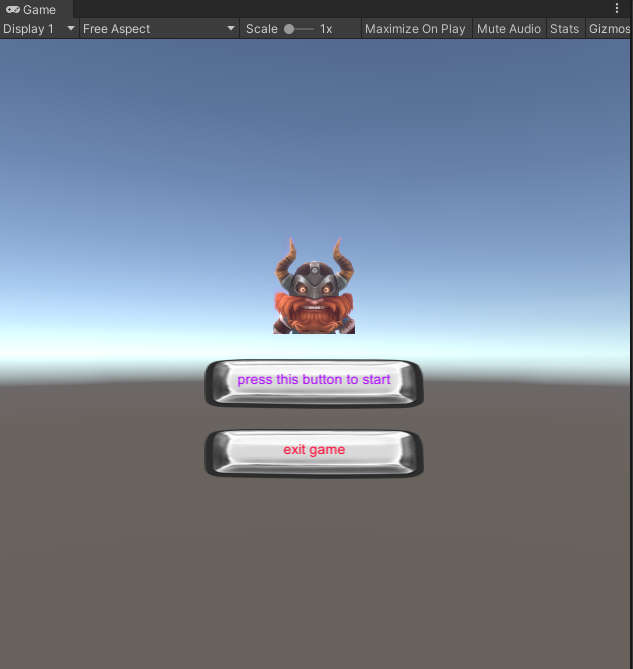 Game
Display 1 Free Aspect Scale 1x Maximize On Play Mute Audio Stats Gizmos
press this button to start
exit game